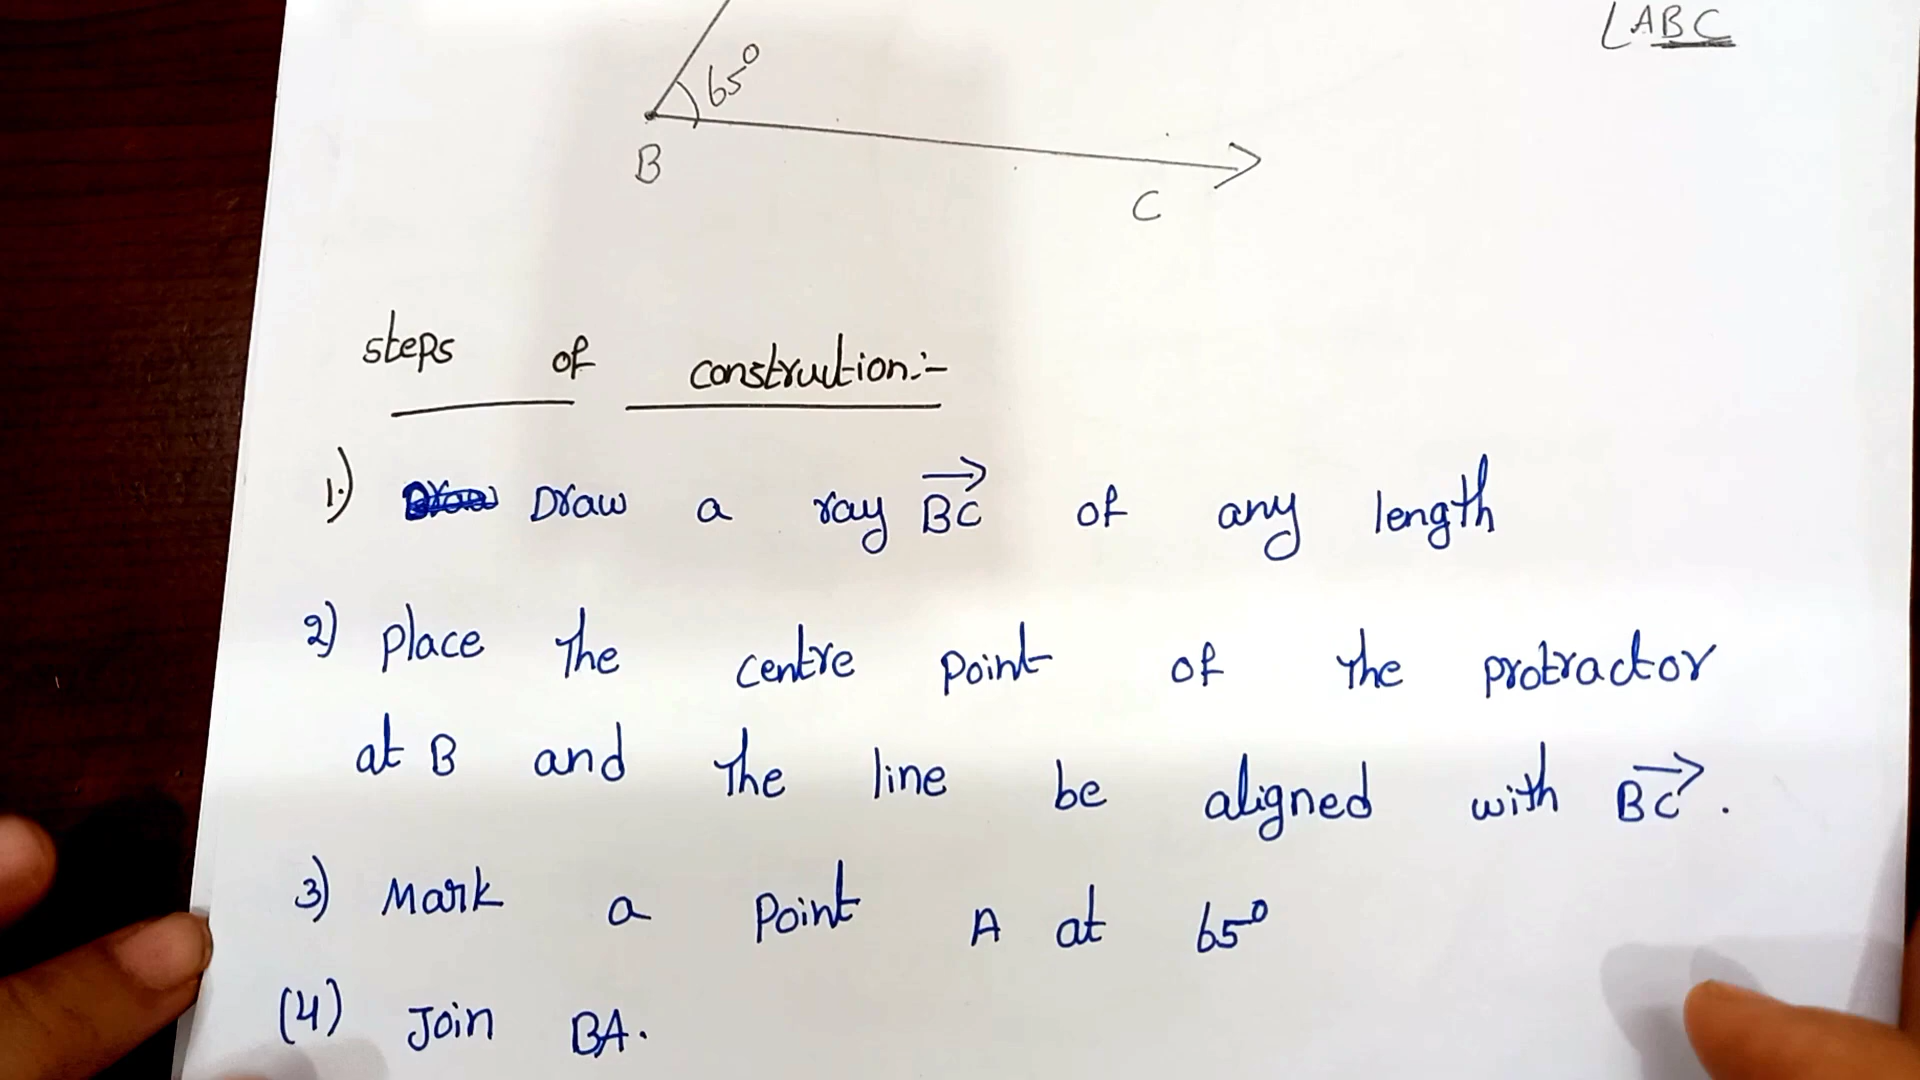 ∠ABC
65°
B
C
steps of construction:-
1.) Draw a ray BC of any length
2) place the centre point of the protractor
at B and the line be aligned with BC.
3) Mark a point A at 65°
(4) Join BA.